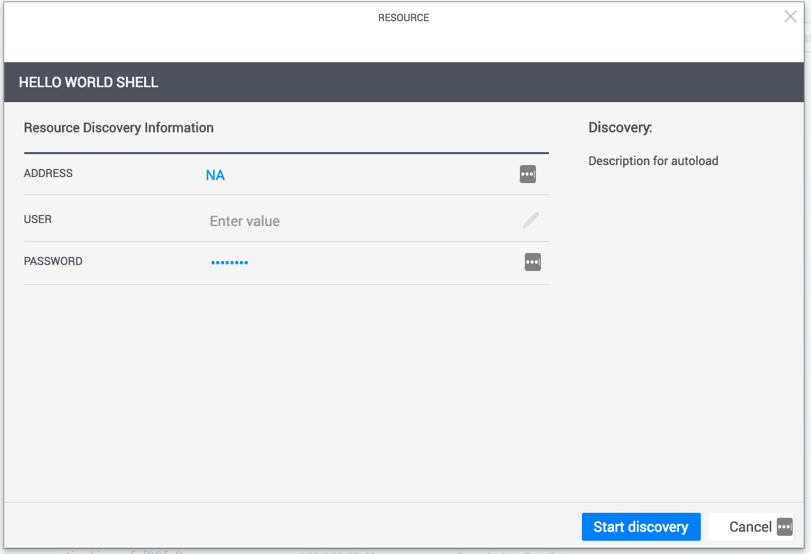 RESOURCE
HELLO WORLD SHELL
Resource Discovery Information
Discovery:
ADDRESS
NA
Description for autoload
USER
Enter value
PASSWORD
••••••••
Start discovery
Cancel